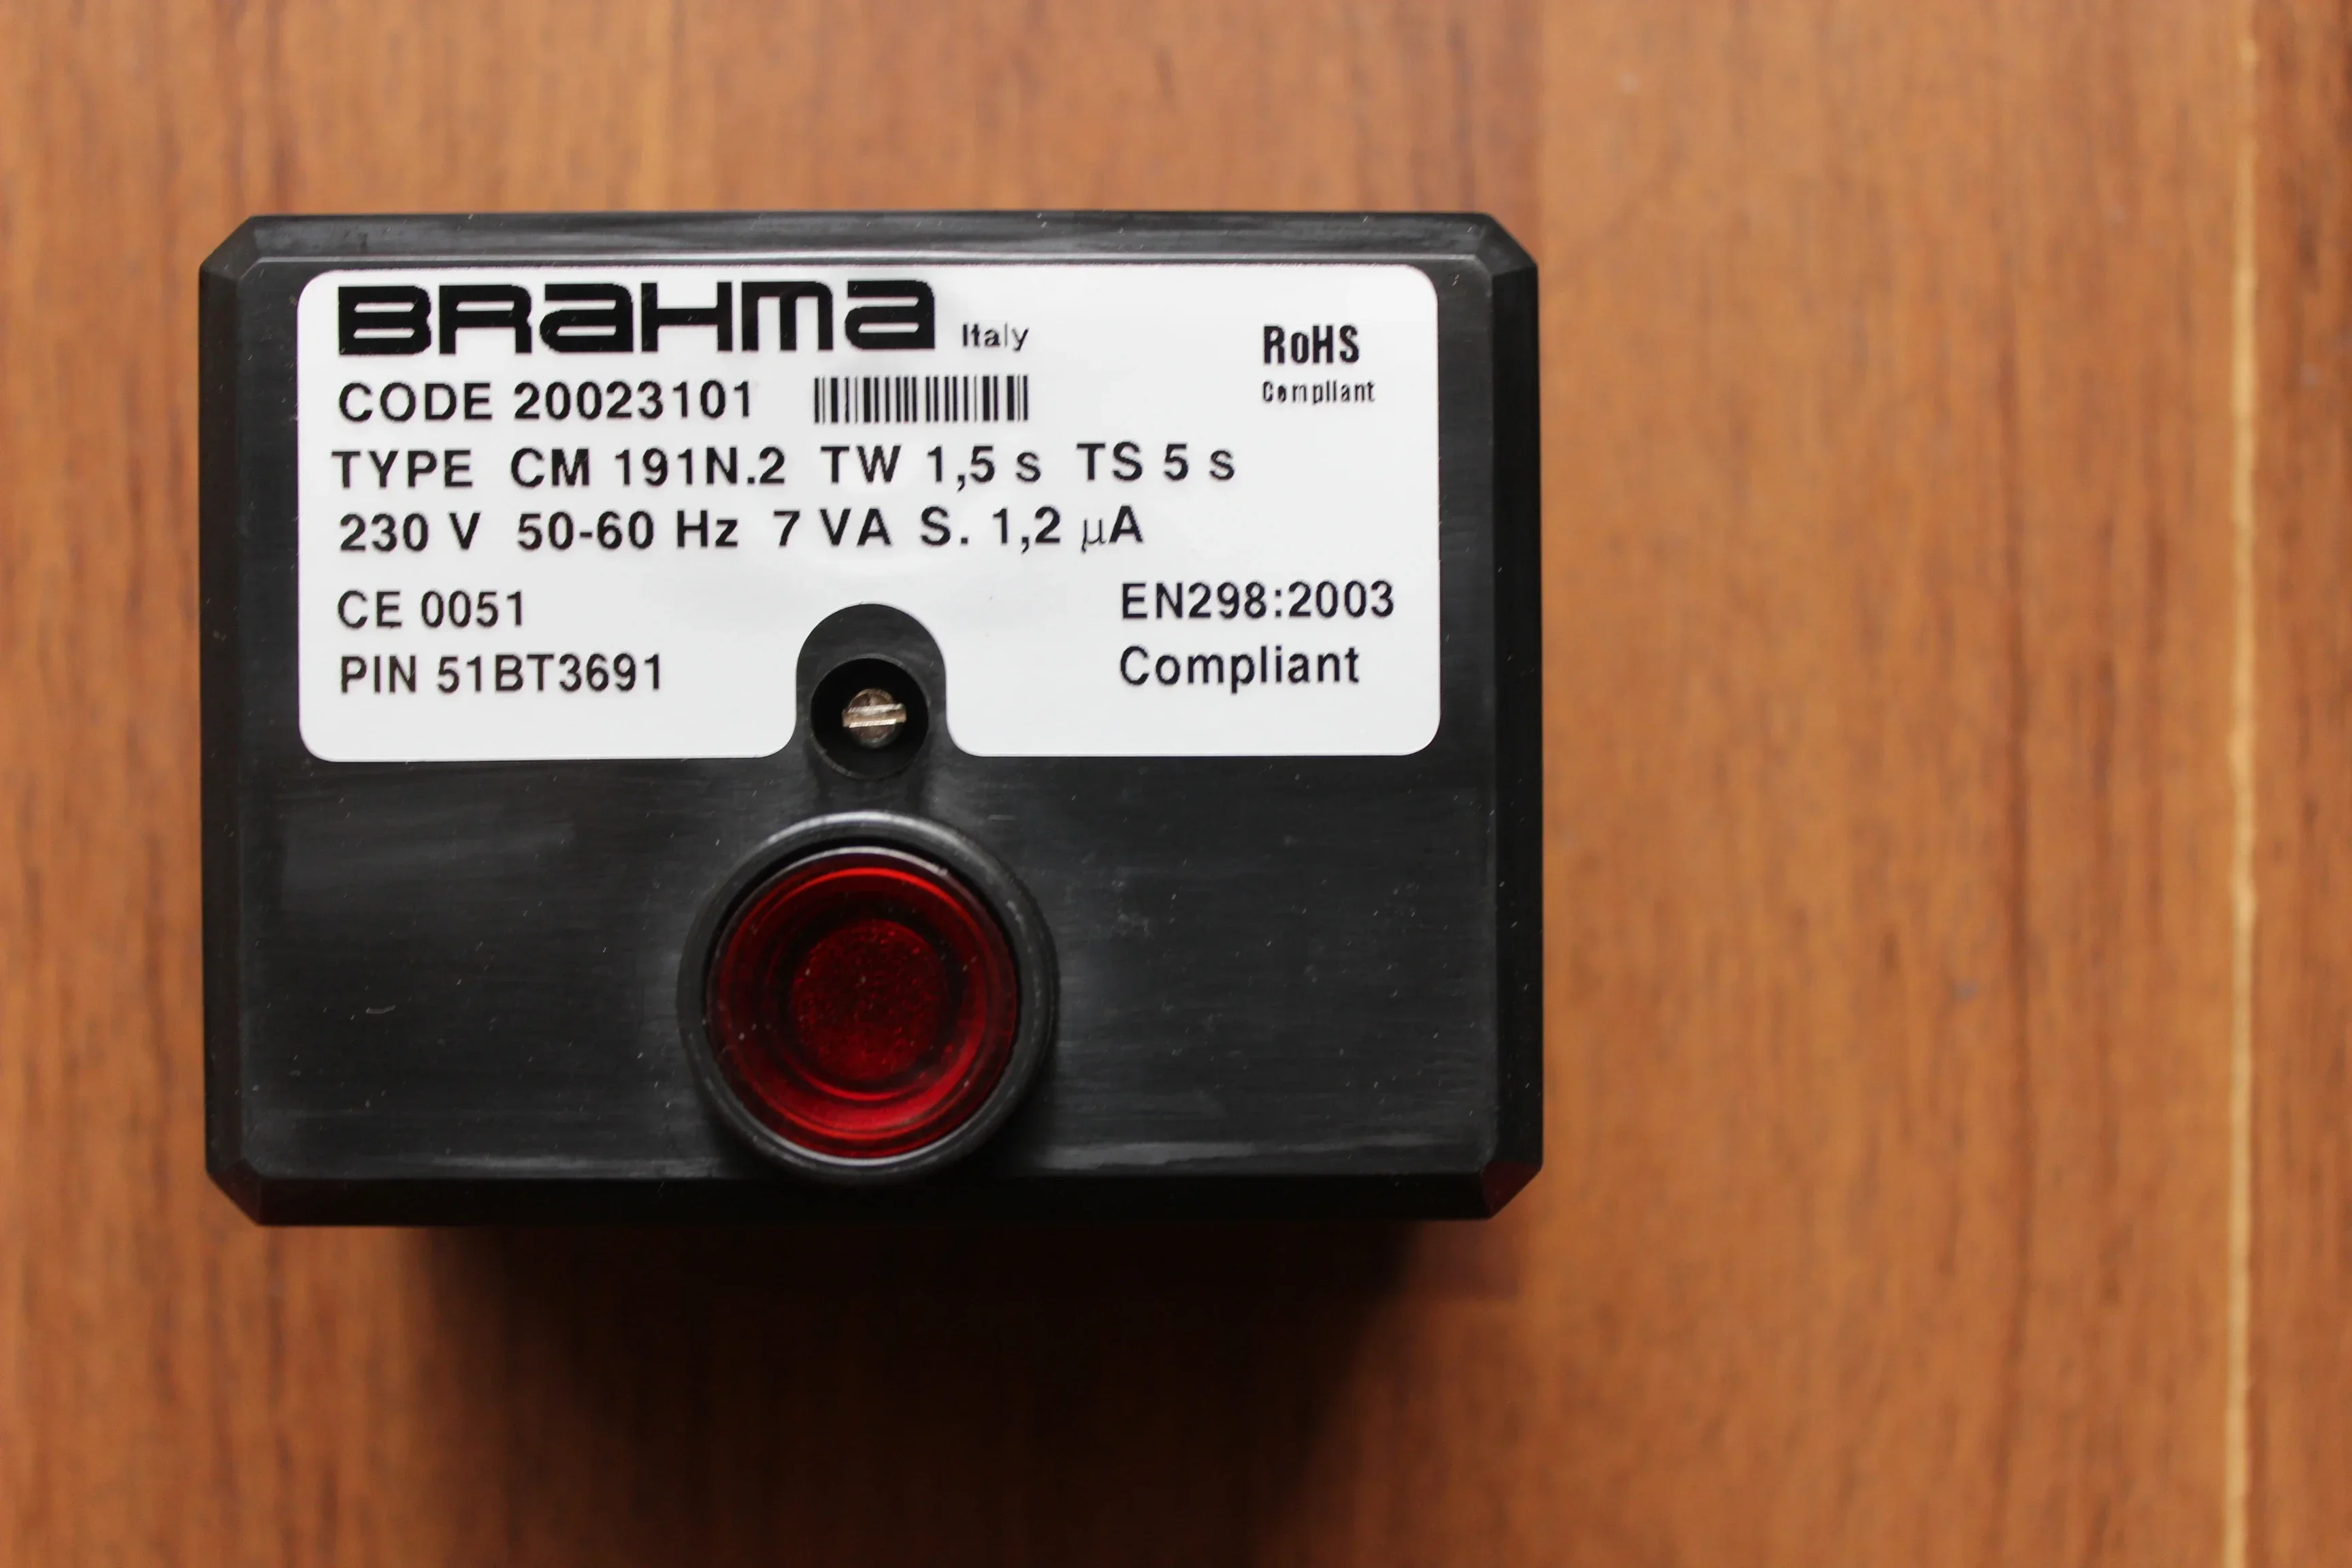 BRAHMA Italy
RoHS
Compliant
CODE 20023101
TYPE CM 191N.2 TW 1,5 s TS 5 s
230 V 50-60 Hz 7 VA S. 1,2 µA
CE 0051
EN298:2003
PIN 51BT3691
Compliant